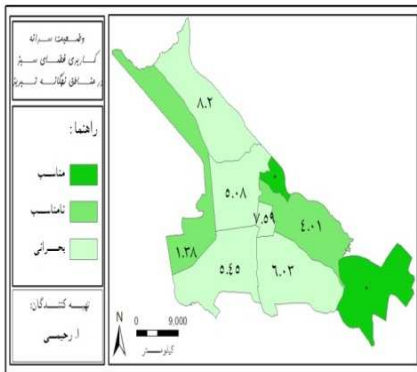 وضعیت سرانه
کاربری فضای سبز
در مناطق نهگانه تبریز
راهنما :
مناسب
نامناسب
بحرانی
تهیه کنندگان:
ا. رحیمی
۸.۲
۵.۰۸
۷.۵۹
۴.۰۱
۱.۳۸
۵.۴۵
۶.۰۳
N
0 9,000
کیلومتر